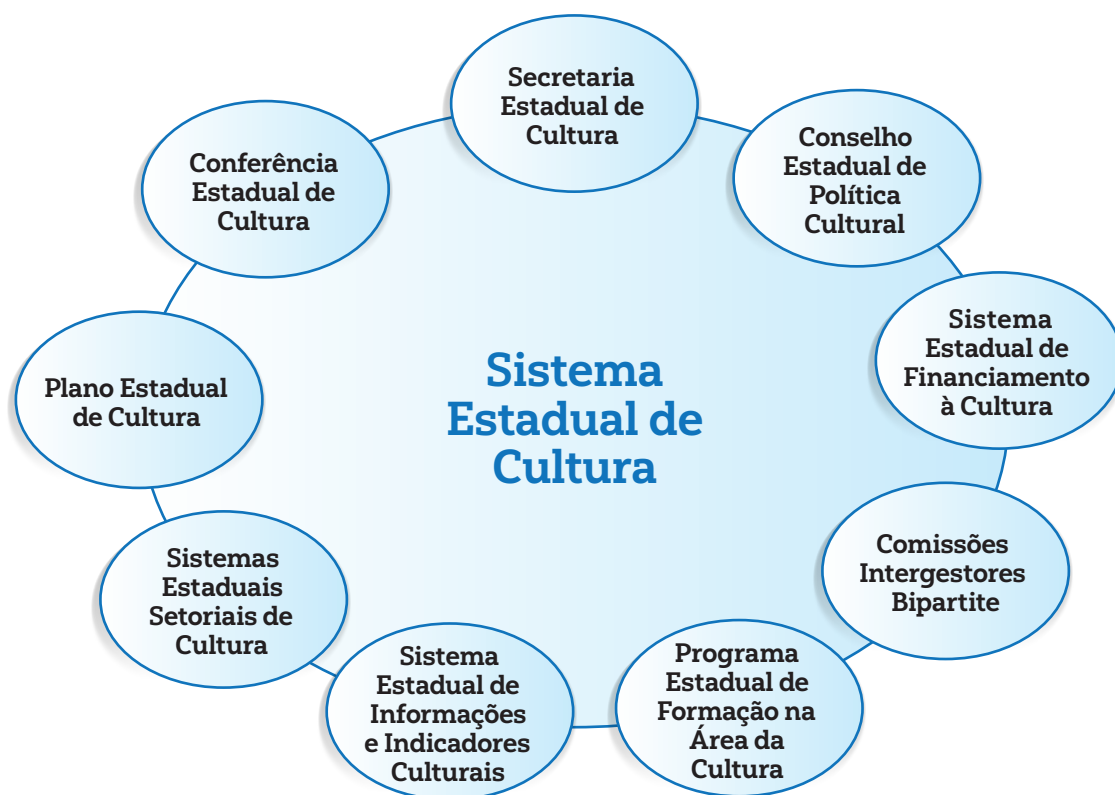 Secretaria
Estadual de
Cultura
Conselho
Estadual de
Política
Cultural
Sistema
Estadual de
Financiamento
à Cultura
Comissões
Intergestores
Bipartite
Programa
Estadual de
Formação na
Área da
Cultura
Sistema
Estadual de
Informações
e Indicadores
Culturais
Sistemas
Estaduais
Setoriais de
Cultura
Plano Estadual
de Cultura
Conferência
Estadual de
Cultura
Sistema
Estadual de
Cultura